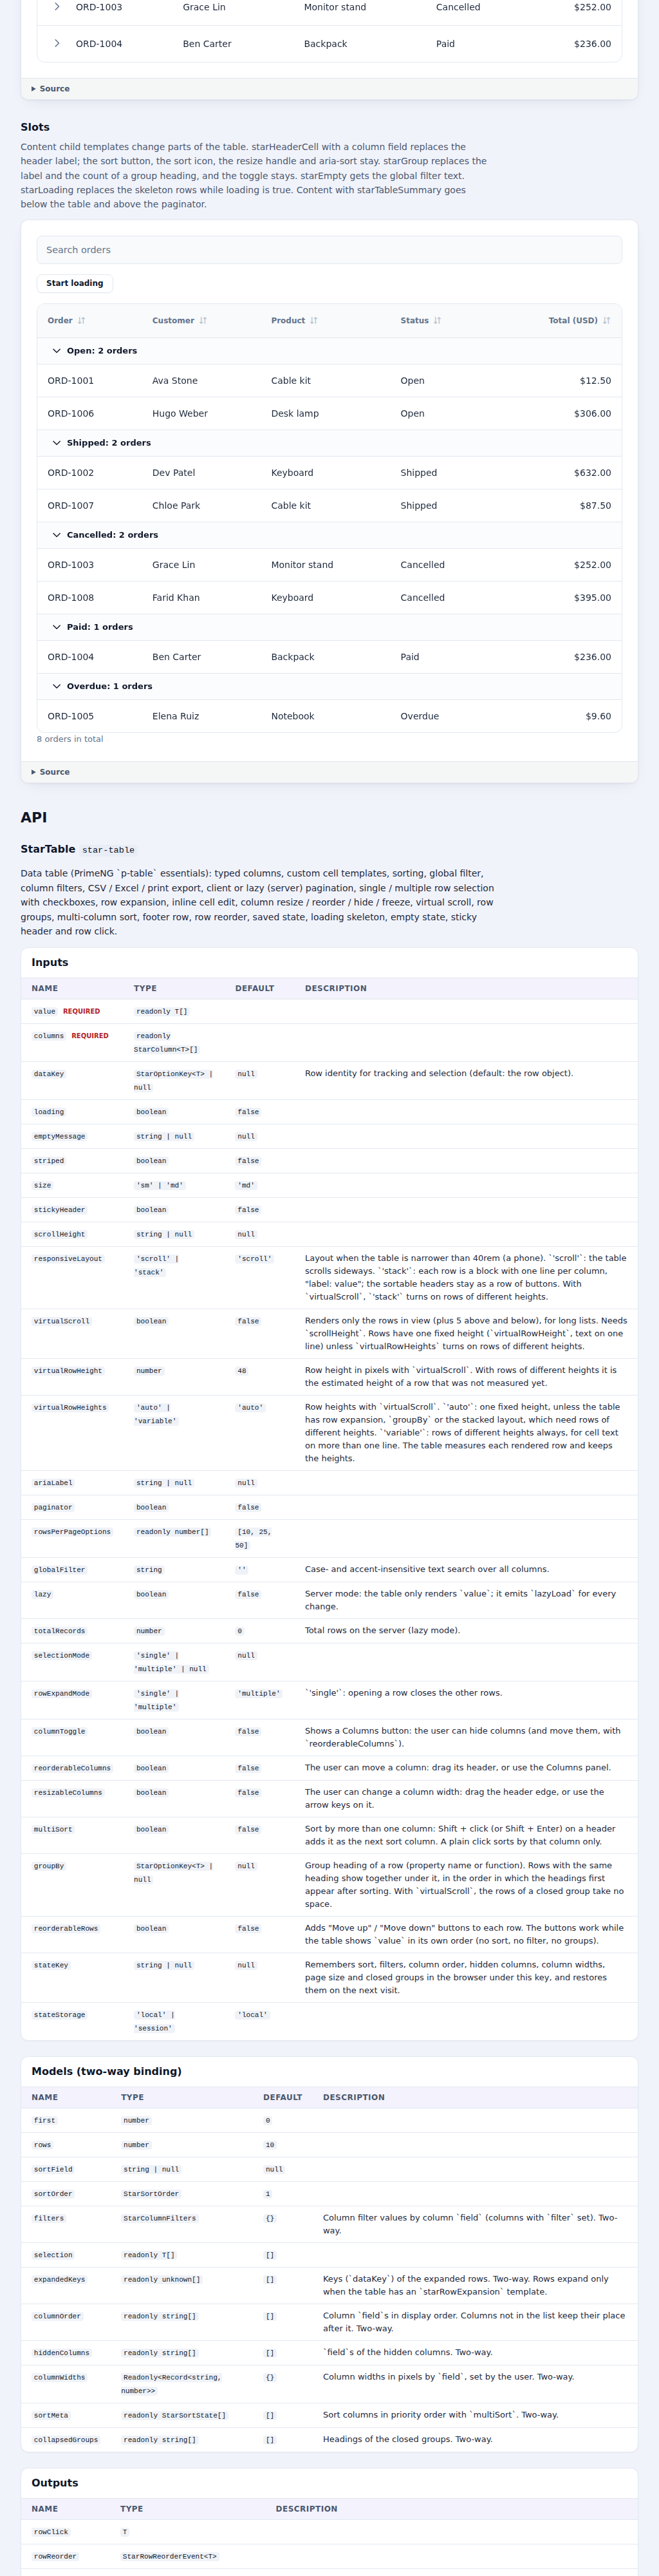 ORD-1003 Grace Lin Monitor stand Cancelled $252.00
ORD-1004 Ben Carter Backpack Paid $236.00
Source
Slots
Content child templates change parts of the table. starHeaderCell with a column field replaces the
header label; the sort button, the sort icon, the resize handle and aria-sort stay. starGroup replaces the
label and the count of a group heading, and the toggle stays. starEmpty gets the global filter text.
starLoading replaces the skeleton rows while loading is true. Content with starTableSummary goes
below the table and above the paginator.
Search orders
Start loading
Order Customer Product Status Total (USD)
Open: 2 orders
ORD-1001 Ava Stone Cable kit Open $12.50
ORD-1006 Hugo Weber Desk lamp Open $306.00
Shipped: 2 orders
ORD-1002 Dev Patel Keyboard Shipped $632.00
ORD-1007 Chloe Park Cable kit Shipped $87.50
Cancelled: 2 orders
ORD-1003 Grace Lin Monitor stand Cancelled $252.00
ORD-1008 Farid Khan Keyboard Cancelled $395.00
Paid: 1 orders
ORD-1004 Ben Carter Backpack Paid $236.00
Overdue: 1 orders
ORD-1005 Elena Ruiz Notebook Overdue $9.60
8 orders in total
Source
API
StarTable star-table
Data table (PrimeNG `p-table` essentials): typed columns, custom cell templates, sorting, global filter,
column filters, CSV / Excel / print export, client or lazy (server) pagination, single / multiple row selection
with checkboxes, row expansion, inline cell edit, column resize / reorder / hide / freeze, virtual scroll, row
groups, multi-column sort, footer row, row reorder, saved state, loading skeleton, empty state, sticky
header and row click.
Inputs
NAME TYPE DEFAULT DESCRIPTION
value REQUIRED readonly T[]
columns REQUIRED readonly
StarColumn<T>[]
dataKey StarOptionKey<T> | null Row identity for tracking and selection (default: the row object).
null
loading boolean false
emptyMessage string | null null
striped boolean false
size 'sm' | 'md' 'md'
stickyHeader boolean false
scrollHeight string | null null
responsiveLayout 'scroll' | 'scroll' Layout when the table is narrower than 40rem (a phone). `'scroll'`: the table
'stack' scrolls sideways. `'stack'`: each row is a block with one line per column,
"label: value"; the sortable headers stay as a row of buttons. With
`virtualScroll`, `'stack'` turns on rows of different heights.
virtualScroll boolean false Renders only the rows in view (plus 5 above and below), for long lists. Needs
`scrollHeight`. Rows have one fixed height (`virtualRowHeight`, text on one
line) unless `virtualRowHeights` turns on rows of different heights.
virtualRowHeight number 48 Row height in pixels with `virtualScroll`. With rows of different heights it is
the estimated height of a row that was not measured yet.
virtualRowHeights 'auto' | 'auto' Row heights with `virtualScroll`. `'auto'`: one fixed height, unless the table
'variable' has row expansion, `groupBy` or the stacked layout, which need rows of
different heights. `'variable'`: rows of different heights always, for cell text
on more than one line. The table measures each rendered row and keeps
the heights.
ariaLabel string | null null
paginator boolean false
rowsPerPageOptions readonly number[] [10, 25,
50]
globalFilter string '' Case- and accent-insensitive text search over all columns.
lazy boolean false Server mode: the table only renders `value`; it emits `lazyLoad` for every
change.
totalRecords number 0 Total rows on the server (lazy mode).
selectionMode 'single' | null
'multiple' | null
rowExpandMode 'single' | 'multiple' `'single'`: opening a row closes the other rows.
'multiple'
columnToggle boolean false Shows a Columns button: the user can hide columns (and move them, with
`reorderableColumns`).
reorderableColumns boolean false The user can move a column: drag its header, or use the Columns panel.
resizableColumns boolean false The user can change a column width: drag the header edge, or use the
arrow keys on it.
multiSort boolean false Sort by more than one column: Shift + click (or Shift + Enter) on a header
adds it as the next sort column. A plain click sorts by that column only.
groupBy StarOptionKey<T> | null Group heading of a row (property name or function). Rows with the same
null heading show together under it, in the order in which the headings first
appear after sorting. With `virtualScroll`, the rows of a closed group take no
space.
reorderableRows boolean false Adds "Move up" / "Move down" buttons to each row. The buttons work while
the table shows `value` in its own order (no sort, no filter, no groups).
stateKey string | null null Remembers sort, filters, column order, hidden columns, column widths,
page size and closed groups in the browser under this key, and restores
them on the next visit.
stateStorage 'local' | 'local'
'session'
Models (two-way binding)
NAME TYPE DEFAULT DESCRIPTION
first number 0
rows number 10
sortField string | null null
sortOrder StarSortOrder 1
filters StarColumnFilters {} Column filter values by column `field` (columns with `filter` set). Two-
way.
selection readonly T[] []
expandedKeys readonly unknown[] [] Keys (`dataKey`) of the expanded rows. Two-way. Rows expand only
when the table has an `starRowExpansion` template.
columnOrder readonly string[] [] Column `field`s in display order. Columns not in the list keep their place
after it. Two-way.
hiddenColumns readonly string[] [] `field`s of the hidden columns. Two-way.
columnWidths Readonly<Record<string, {} Column widths in pixels by `field`, set by the user. Two-way.
number>>
sortMeta readonly StarSortState[] [] Sort columns in priority order with `multiSort`. Two-way.
collapsedGroups readonly string[] [] Headings of the closed groups. Two-way.
Outputs
NAME TYPE DESCRIPTION
rowClick T
rowReorder StarRowReorderEvent<T>